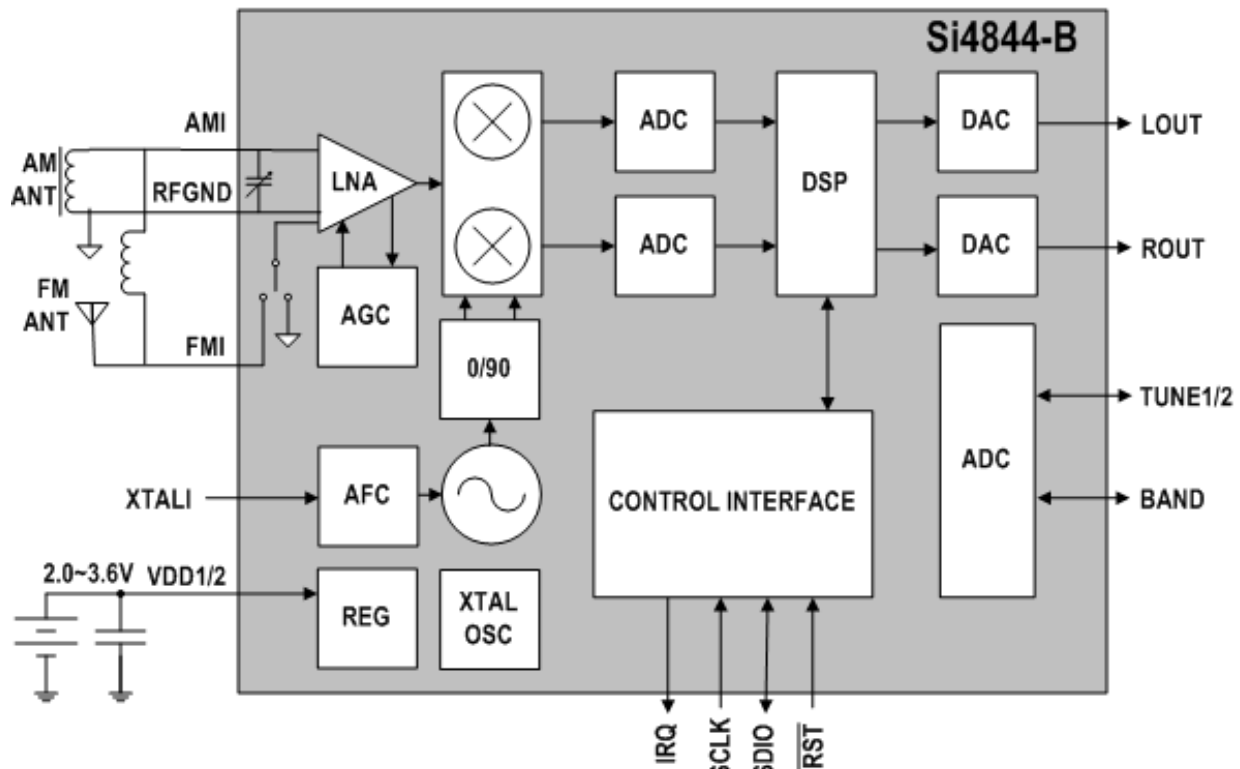 Si4844-B
AMI
AM
ANT
RFGND
LNA
ADC
DSP
DAC
LOUT
ADC
DAC
ROUT
FM
ANT
FMI
AGC
0/90
ADC
TUNE1/2
BAND
XTALI
AFC
CONTROL INTERFACE
2.0~3.6V
VDD1/2
REG
XTAL
OSC
IRQ
SCLK
SDIO
RST